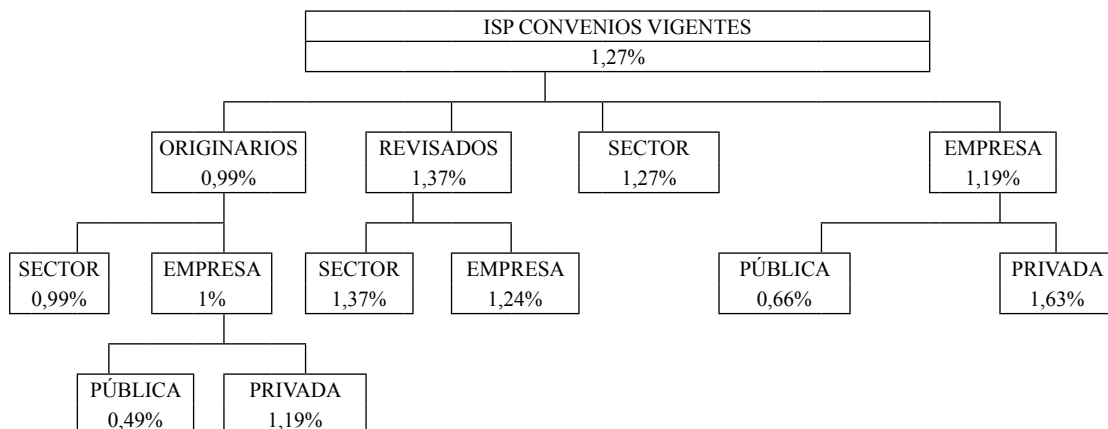 ISP CONVENIOS VIGENTES
1,27%
ORIGINARIOS
0,99%
REVISADOS
1,37%
SECTOR
1,27%
EMPRESA
1,19%
SECTOR
0,99%
EMPRESA
1%
SECTOR
1,37%
EMPRESA
1,24%
PÚBLICA
0,66%
PRIVADA
1,63%
PÚBLICA
0,49%
PRIVADA
1,19%